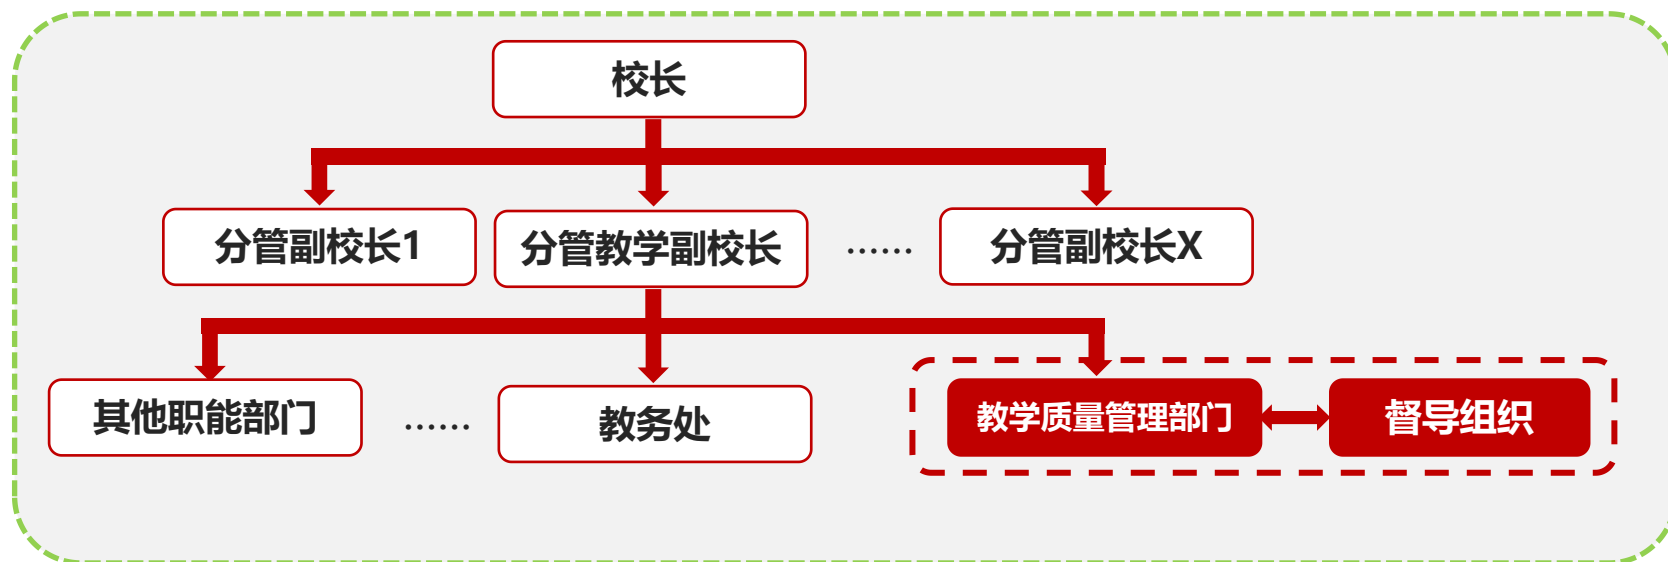 校长
分管副校长1
分管教学副校长
……
分管副校长X
其他职能部门
……
教务处
教学质量管理部门
督导组织